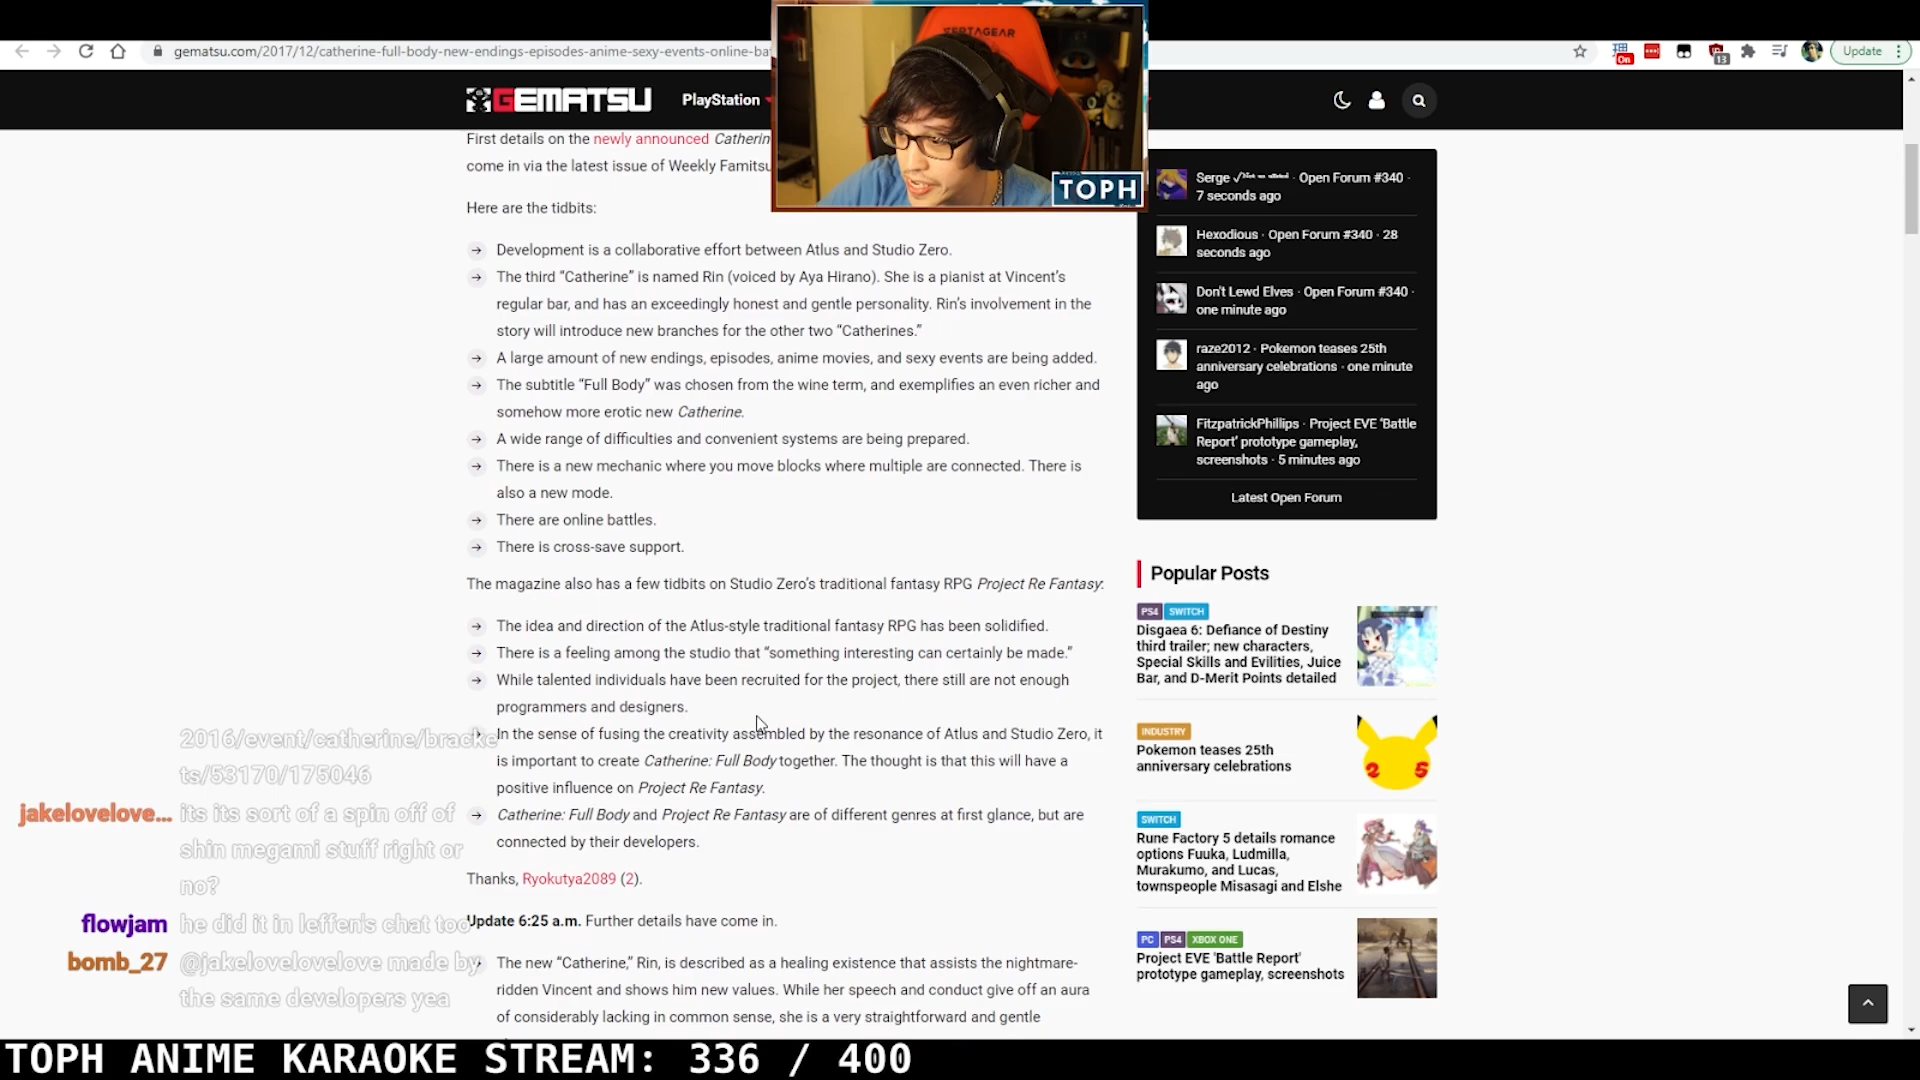 gematsu.com/2017/12/catherine-full-body-new-endings-episodes-anime-sexy-events-online-ba
On
13
Update
GEMATSU
PlayStation
VERTAGEAR
TOPH
First details on the newly announced Catherin
come in via the latest issue of Weekly Famitsu
Here are the tidbits:
Development is a collaborative effort between Atlus and Studio Zero.
The third “Catherine” is named Rin (voiced by Aya Hirano). She is a pianist at Vincent’s
regular bar, and has an exceedingly honest and gentle personality. Rin’s involvement in the
story will introduce new branches for the other two “Catherines.”
A large amount of new endings, episodes, anime movies, and sexy events are being added.
The subtitle “Full Body” was chosen from the wine term, and exemplifies an even richer and
somehow more erotic new Catherine.
A wide range of difficulties and convenient systems are being prepared.
There is a new mechanic where you move blocks where multiple are connected. There is
also a new mode.
There are online battles.
There is cross-save support.
The magazine also has a few tidbits on Studio Zero’s traditional fantasy RPG Project Re Fantasy:
The idea and direction of the Atlus-style traditional fantasy RPG has been solidified.
There is a feeling among the studio that “something interesting can certainly be made.”
While talented individuals have been recruited for the project, there still are not enough
programmers and designers.
In the sense of fusing the creativity assembled by the resonance of Atlus and Studio Zero, it
is important to create Catherine: Full Body together. The thought is that this will have a
positive influence on Project Re Fantasy.
Catherine: Full Body and Project Re Fantasy are of different genres at first glance, but are
connected by their developers.
Thanks, Ryokutya2089 (2).
Update 6:25 a.m. Further details have come in.
The new “Catherine,” Rin, is described as a healing existence that assists the nightmare-
ridden Vincent and shows him new values. While her speech and conduct give off an aura
of considerably lacking in common sense, she is a very straightforward and gentle
Serge · Open Forum #340 ·
7 seconds ago
Hexodious · Open Forum #340 · 28
seconds ago
Don't Lewd Elves · Open Forum #340 ·
one minute ago
raze2012 · Pokemon teases 25th
anniversary celebrations · one minute
ago
FitzpatrickPhillips · Project EVE ‘Battle
Report’ prototype gameplay,
screenshots · 5 minutes ago
Latest Open Forum
Popular Posts
PS4 SWITCH
Disgaea 6: Defiance of Destiny
third trailer; new characters,
Special Skills and Evilities, Juice
Bar, and D-Merit Points detailed
INDUSTRY
Pokemon teases 25th
anniversary celebrations
2 5
SWITCH
Rune Factory 5 details romance
options Fuuka, Ludmilla,
Murakumo, and Lucas,
townspeople Misasagi and Elshe
PC PS4 XBOX ONE
Project EVE 'Battle Report'
prototype gameplay, screenshots
2016/event/catherine/bracke
ts/53170/175046
jakelovelove... its its sort of a spin off of
shin megami stuff right or
no?
flowjam he did it in leffen's chat too
bomb_27 @jakelovelovelove made by
the same developers yea
TOPH ANIME KARAOKE STREAM: 336 / 400